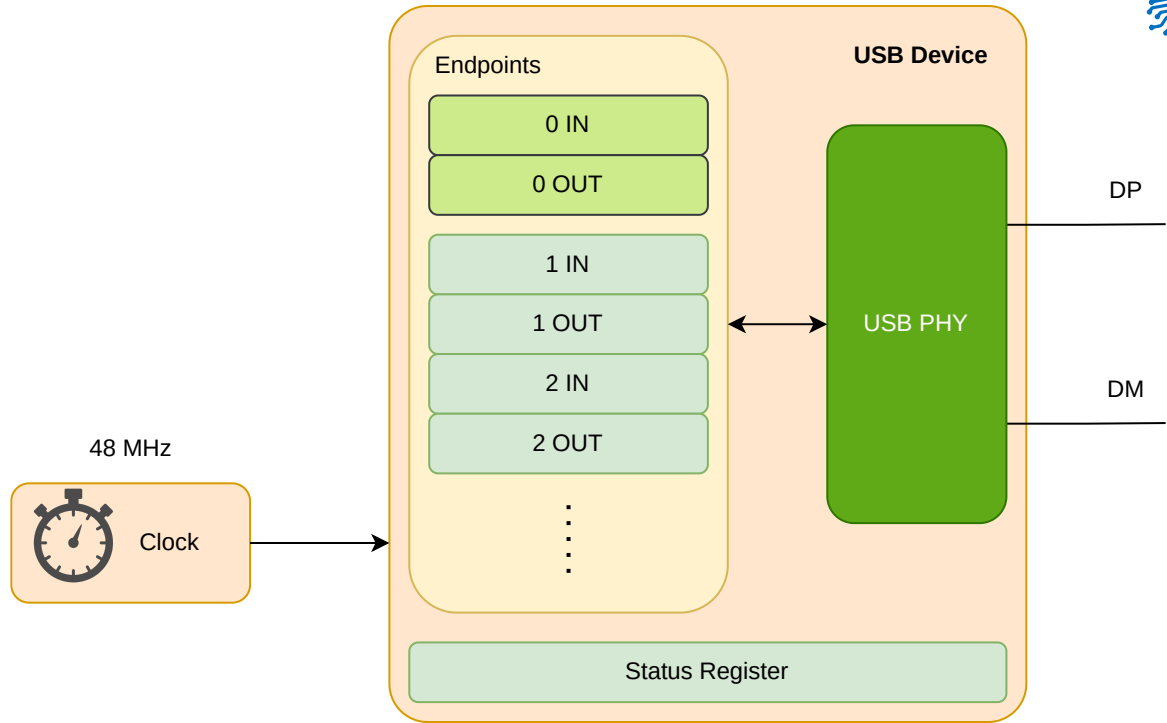 USB Device
Endpoints
0 IN
0 OUT
1 IN
1 OUT
2 IN
2 OUT
USB PHY
DP
DM
48 MHz
Clock
Status Register